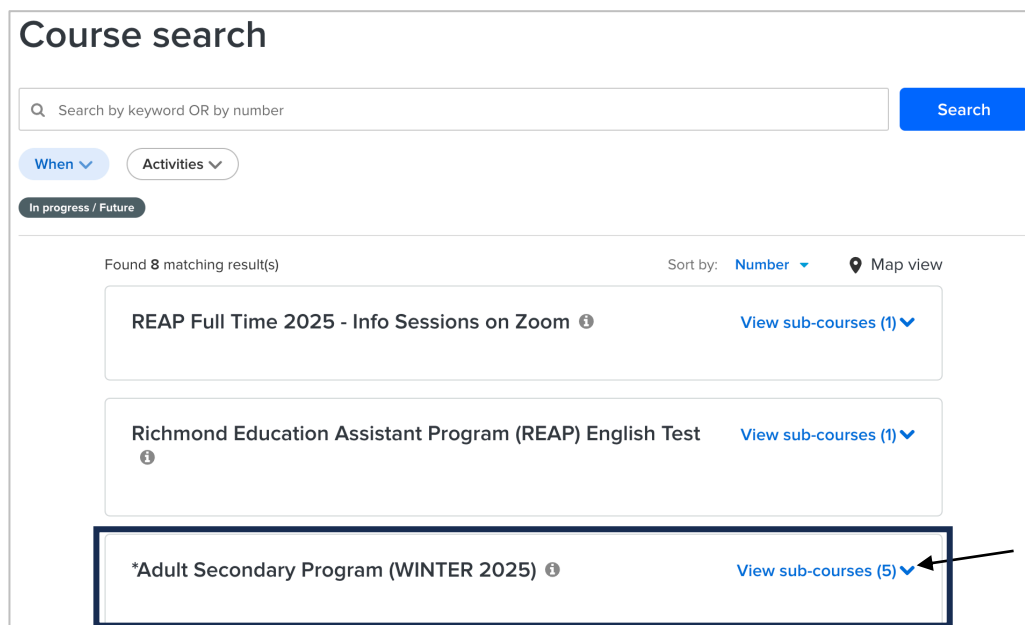 Course search
Search by keyword OR by number
Search
When
Activities
In progress / Future
Found 8 matching result(s)
Sort by: Number
Map view
REAP Full Time 2025 - Info Sessions on Zoom
View sub-courses (1)
Richmond Education Assistant Program (REAP) English Test
View sub-courses (1)
*Adult Secondary Program (WINTER 2025)
View sub-courses (5)